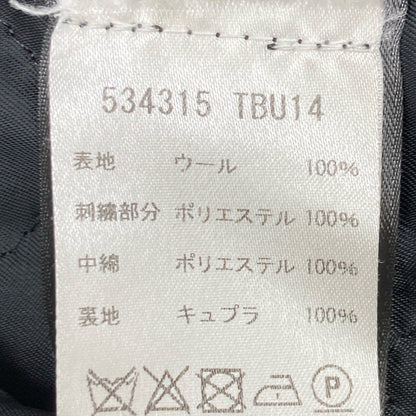 534315 TBU14
表地 ウール 100%
刺繍部分 ポリエステル 100%
中綿 ポリエステル 100%
裏地 キュプラ 100%
P